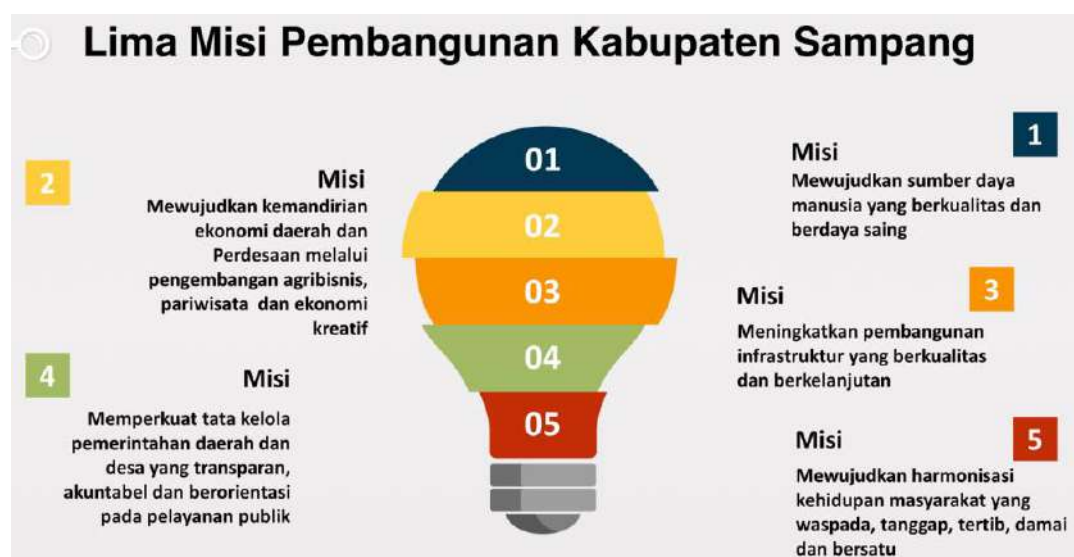 Lima Misi Pembangunan Kabupaten Sampang
01
02
03
04
05
1
Misi
Mewujudkan sumber daya
manusia yang berkualitas dan
berdaya saing
2
Misi
Mewujudkan kemandirian
ekonomi daerah dan
Perdesaan melalui
pengembangan agribisnis,
pariwisata dan ekonomi
kreatif
3
Misi
Meningkatkan pembangunan
infrastruktur yang berkualitas
dan berkelanjutan
4
Misi
Memperkuat tata kelola
pemerintahan daerah dan
desa yang transparan,
akuntabel dan berorientasi
pada pelayanan publik
5
Misi
Mewujudkan harmonisasi
kehidupan masyarakat yang
waspada, tanggap, tertib, damai
dan bersatu